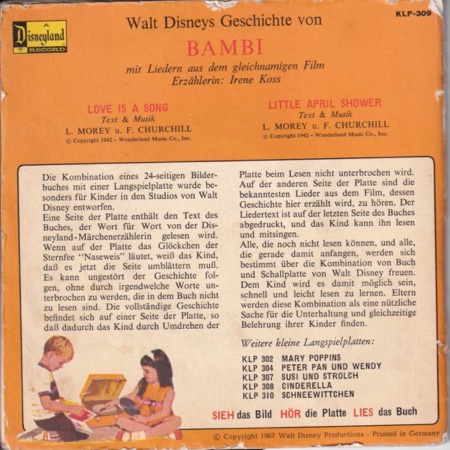 Disneyland
RECORD
KLP-309
Walt Disneys Geschichte von
BAMBI
mit Liedern aus dem gleichnamigen Film
Erzählerin: Irene Koss
LOVE IS A SONG
Text & Musik
L. MOREY u. F. CHURCHILL
© Copyright 1942 - Wonderland Music Co., Inc.
LITTLE APRIL SHOWER
Text & Musik
L. MOREY u. F. CHURCHILL
© Copyright 1942 - Wonderland Music Co., Inc.
Die Kombination eines 24-seitigen Bilder-
buches mit einer Langspielplatte wurde be-
sonders für Kinder in den Studios von Walt
Disney entworfen.
Eine Seite der Platte enthält den Text des
Buches, der Wort für Wort von der Dis-
neyland-Märchenerzählerin gelesen wird.
Wenn auf der Platte das Glöckchen der
Sternfee "Naseweis" läutet, weiß das Kind,
daß es jetzt die Seite umblättern muß.
Es kann ungestört der Geschichte fol-
gen, ohne durch irgendwelche Worte un-
terbrochen zu werden, die in dem Buch nicht
zu lesen sind. Die vollständige Geschichte
befindet sich auf einer Seite der Platte, so
daß dadurch das Kind durch Umdrehen der
Platte beim Lesen nicht unterbrochen wird.
Auf der anderen Seite der Platte sind die
bekanntesten Lieder aus dem Film, dessen
Geschichte hier erzählt wird, zu hören. Der
Liedertext ist auf der letzten Seite des Buches
abgedruckt, und das Kind kann ihn lesen
und mitsingen.
Alle, die noch nicht lesen können, und alle,
die gerade damit anfangen, werden sich
bestimmt über die Kombination von Buch
und Schallplatte von Walt Disney freuen.
Dem Kind wird es damit möglich sein,
schnell und leicht lesen zu lernen. Eltern
werden diese Kombination als eine nützliche
Sache für die Unterhaltung und gleichzeitige
Belehrung ihrer Kinder finden.
Weitere kleine Langspielplatten:
KLP 302 MARY POPPINS
KLP 304 PETER PAN UND WENDY
KLP 307 SUSI UND STROLCH
KLP 308 CINDERELLA
KLP 310 SCHNEEWITTCHEN
SIEH das Bild HÖR die Platte LIES das Buch
© Copyright 1967 Walt Disney Productions - Printed in Germany